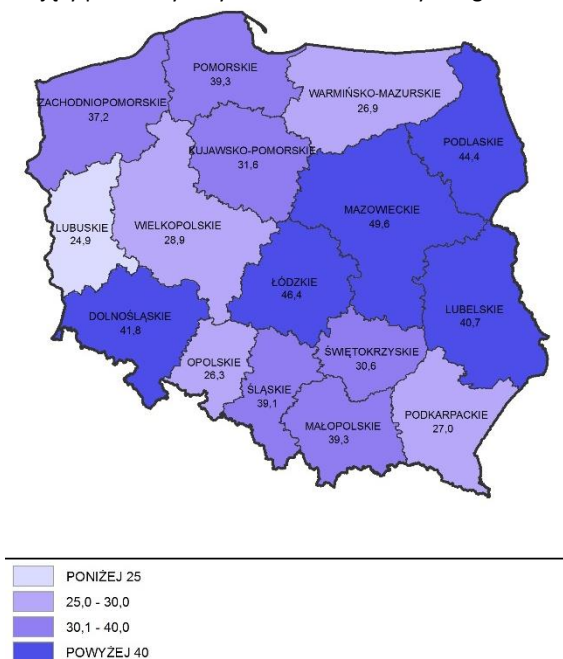 POMORSKIE
39,3
WARMIŃSKO-MAZURSKIE
26,9
ZACHODNIOPOMORSKIE
37,2
KUJAWSKO-POMORSKIE
31,6
PODLASKIE
44,4
MAZOWIECKIE
49,6
LUBUSKIE
24,9
WIELKOPOLSKIE
28,9
ŁÓDZKIE
46,4
LUBELSKIE
40,7
DOLNOŚLĄSKIE
41,8
OPOLSKIE
26,3
ŚLĄSKIE
39,1
ŚWIĘTOKRZYSKIE
30,6
MAŁOPOLSKIE
39,3
PODKARPACKIE
27,0
PONIŻEJ 25
25,0 - 30,0
30,1 - 40,0
POWYŻEJ 40